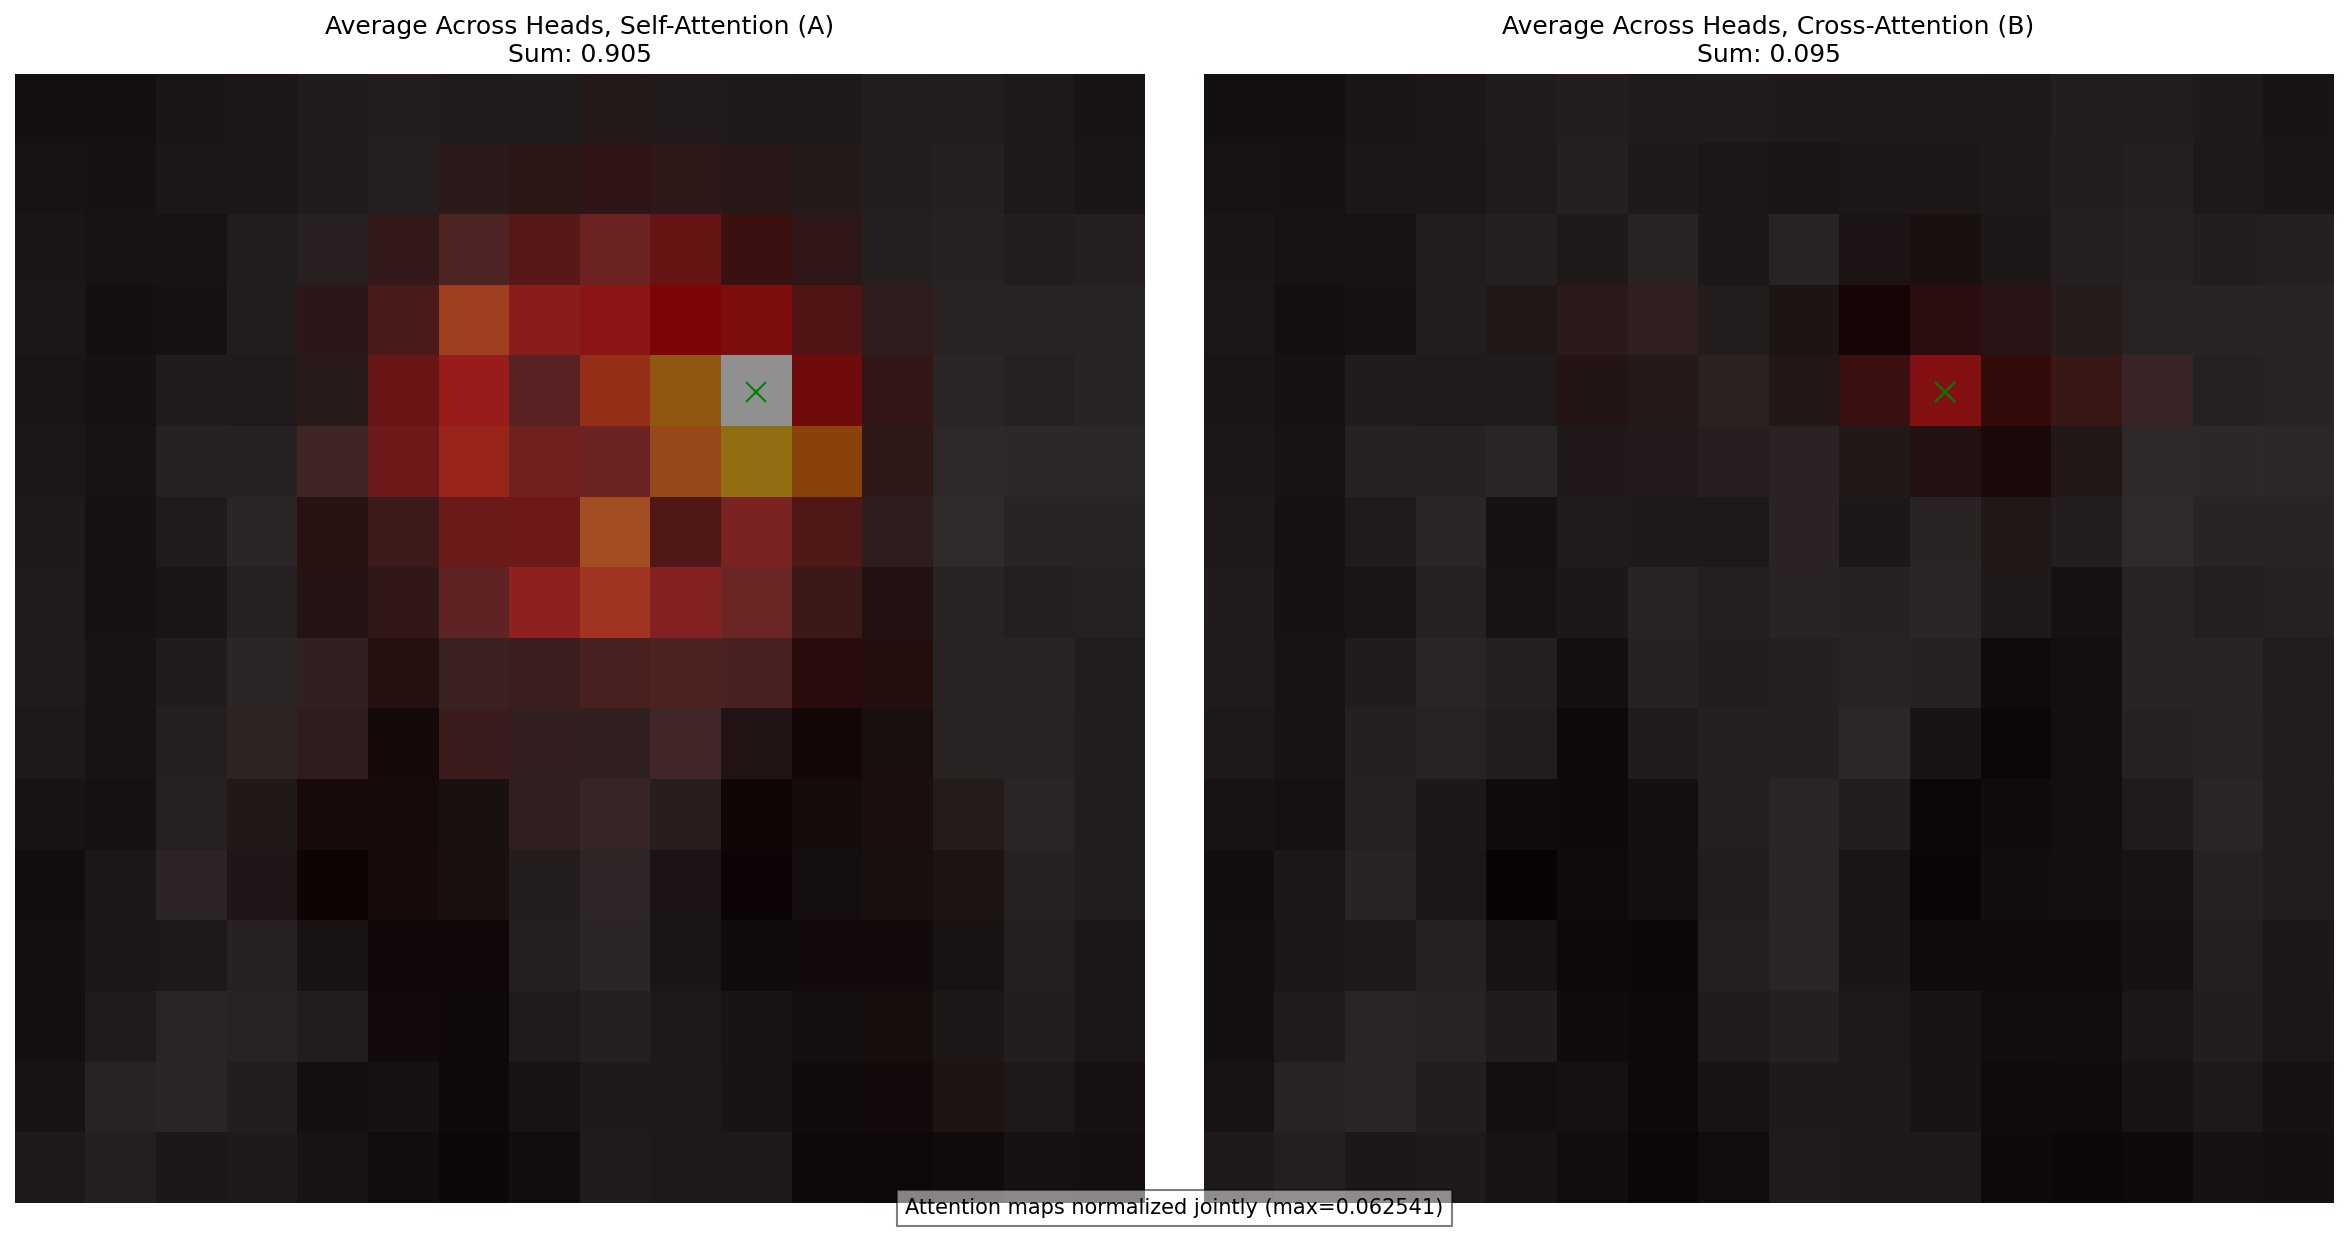 Average Across Heads, Self-Attention (A)
Sum: 0.905
Average Across Heads, Cross-Attention (B)
Sum: 0.095
Attention maps normalized jointly (max=0.062541)